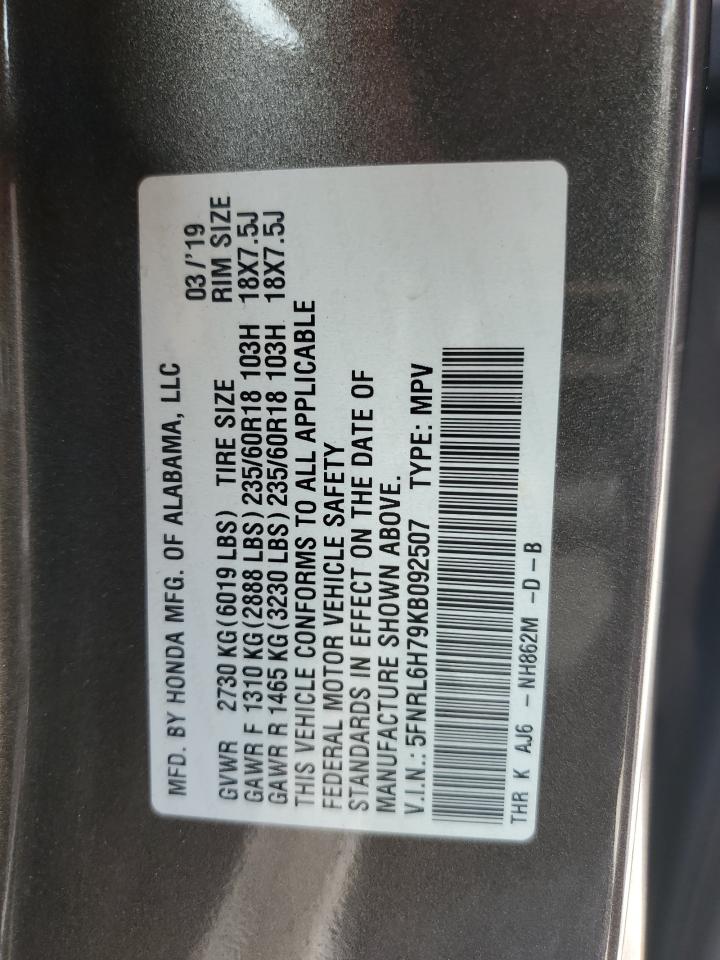 MFD. BY HONDA MFG. OF ALABAMA, LLC 03/'19
GVWR 2730 KG(6019 LBS) TIRE SIZE RIM SIZE
GAWR F 1310 KG(2888 LBS)235/60R18 103H 18X7.5J
GAWR R 1465 KG(3230 LBS)235/60R18 103H 18X7.5J
THIS VEHICLE CONFORMS TO ALL APPLICABLE
FEDERAL MOTOR VEHICLE SAFETY
STANDARDS IN EFFECT ON THE DATE OF
MANUFACTURE SHOWN ABOVE.
V.I.N.: 5FNRL6H79KB092507 TYPE: MPV
THR K AJ6 - NH862M -D-B